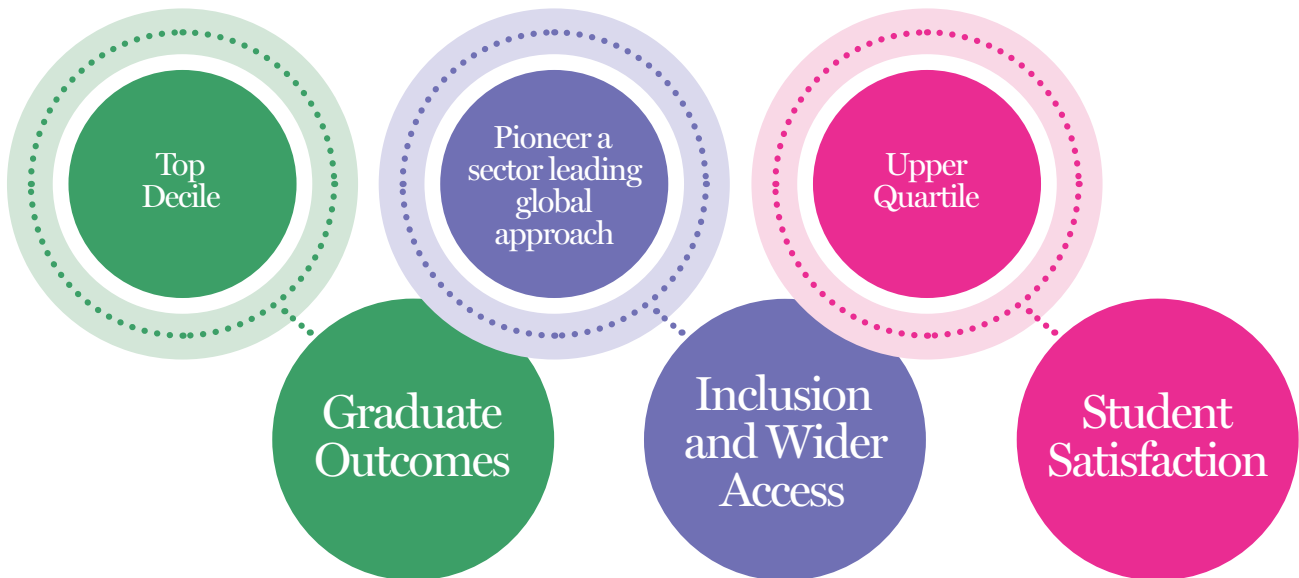 Top
Decile
Pioneer a
sector leading
global
approach
Upper
Quartile
Graduate
Outcomes
Inclusion
and Wider
Access
Student
Satisfaction